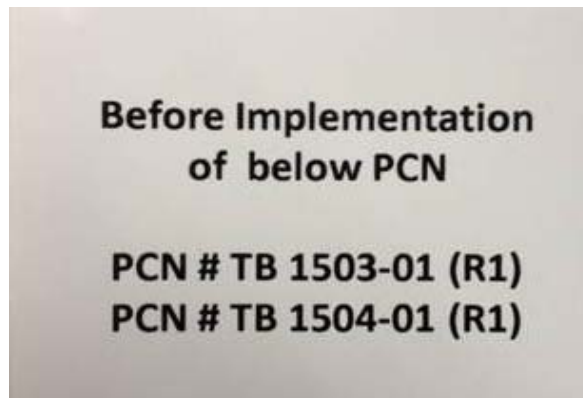 Before Implementation
of below PCN
PCN # TB 1503-01 (R1)
PCN # TB 1504-01 (R1)